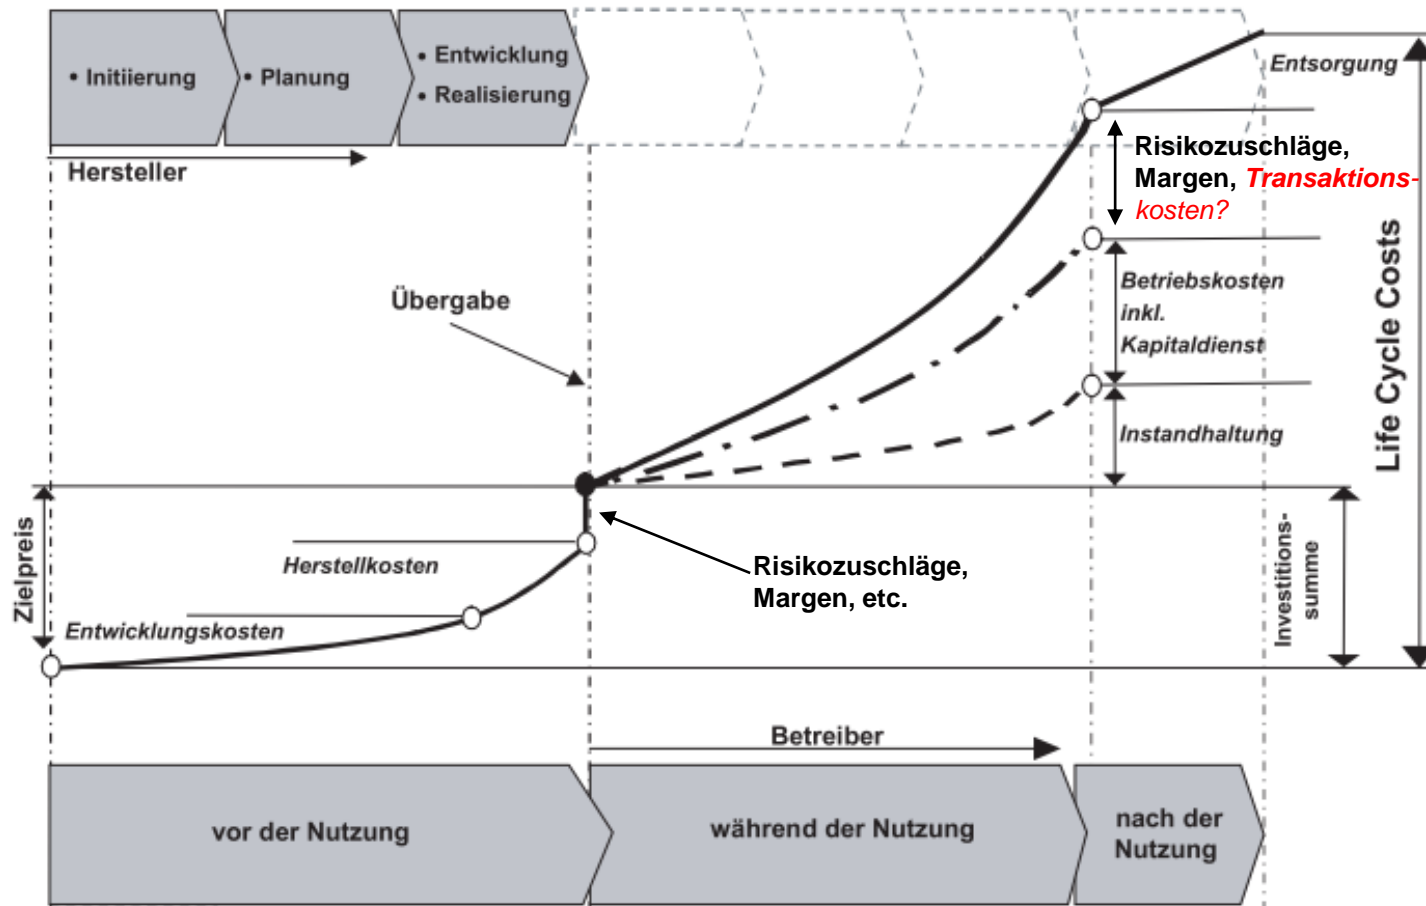 • Initiierung
• Planung
• Entwicklung
• Realisierung
Hersteller
Entsorgung
Risikozuschläge,
Margen, Transaktions-
kosten?
Life Cycle Costs
Betriebskosten
inkl.
Kapitaldienst
Übergabe
Instandhaltung
Zielpreis
Herstellkosten
Entwicklungskosten
Risikozuschläge,
Margen, etc.
Investitions-
summe
Betreiber
vor der Nutzung
während der Nutzung
nach der
Nutzung